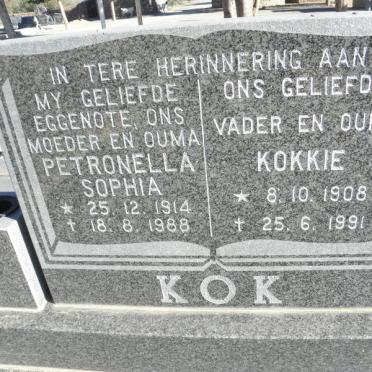 IN TERE HERINNERING AAN
MY GELIEFDE
EGGENOTE ONS
MOEDER EN OUMA
PETRONELLA
SOPHIA
* 25. 12. 1914
✝ 18. 8. 1988
ONS GELIEFD
VADER EN OU
KOKKIE
* 8. 10. 1908
✝ 25. 6. 1991
KOK